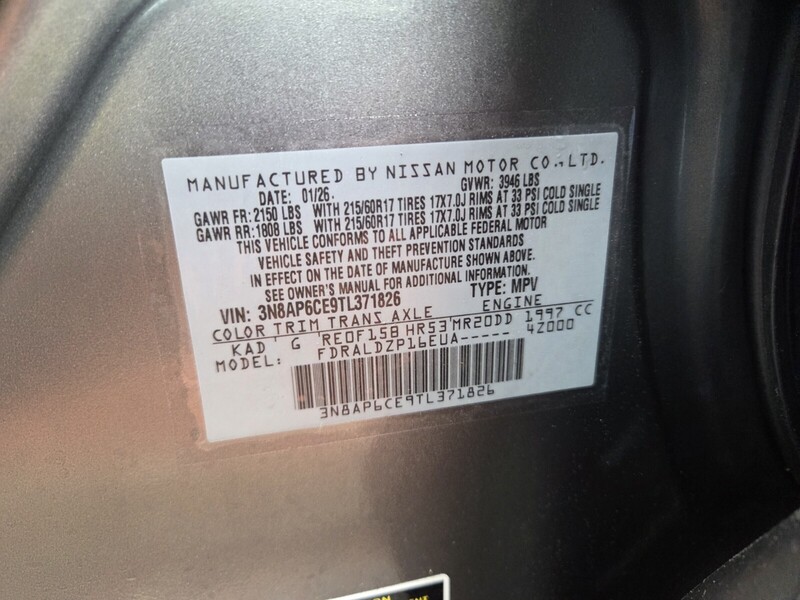 MANUFACTURED BY NISSAN MOTOR CO., LTD.
DATE: 01/26. GVWR: 3946 LBS
GAWR FR: 2150 LBS WITH 215/60R17 TIRES 17X7.0J RIMS AT 33 PSI COLD SINGLE
GAWR RR: 1808 LBS WITH 215/60R17 TIRES 17X7.0J RIMS AT 33 PSI COLD SINGLE
THIS VEHICLE CONFORMS TO ALL APPLICABLE FEDERAL MOTOR
VEHICLE SAFETY AND THEFT PREVENTION STANDARDS
IN EFFECT ON THE DATE OF MANUFACTURE SHOWN ABOVE.
SEE OWNER'S MANUAL FOR ADDITIONAL INFORMATION.
VIN: 3N8AP6CE9TL371826 TYPE: MPV
COLOR TRIM TRANS AXLE ENGINE
KAD' G 'RE0F15B HR53'MR20DD 1997 CC
MODEL: FDRALDZP16EUA----- 4Z000
3N8AP6CE9TL371826